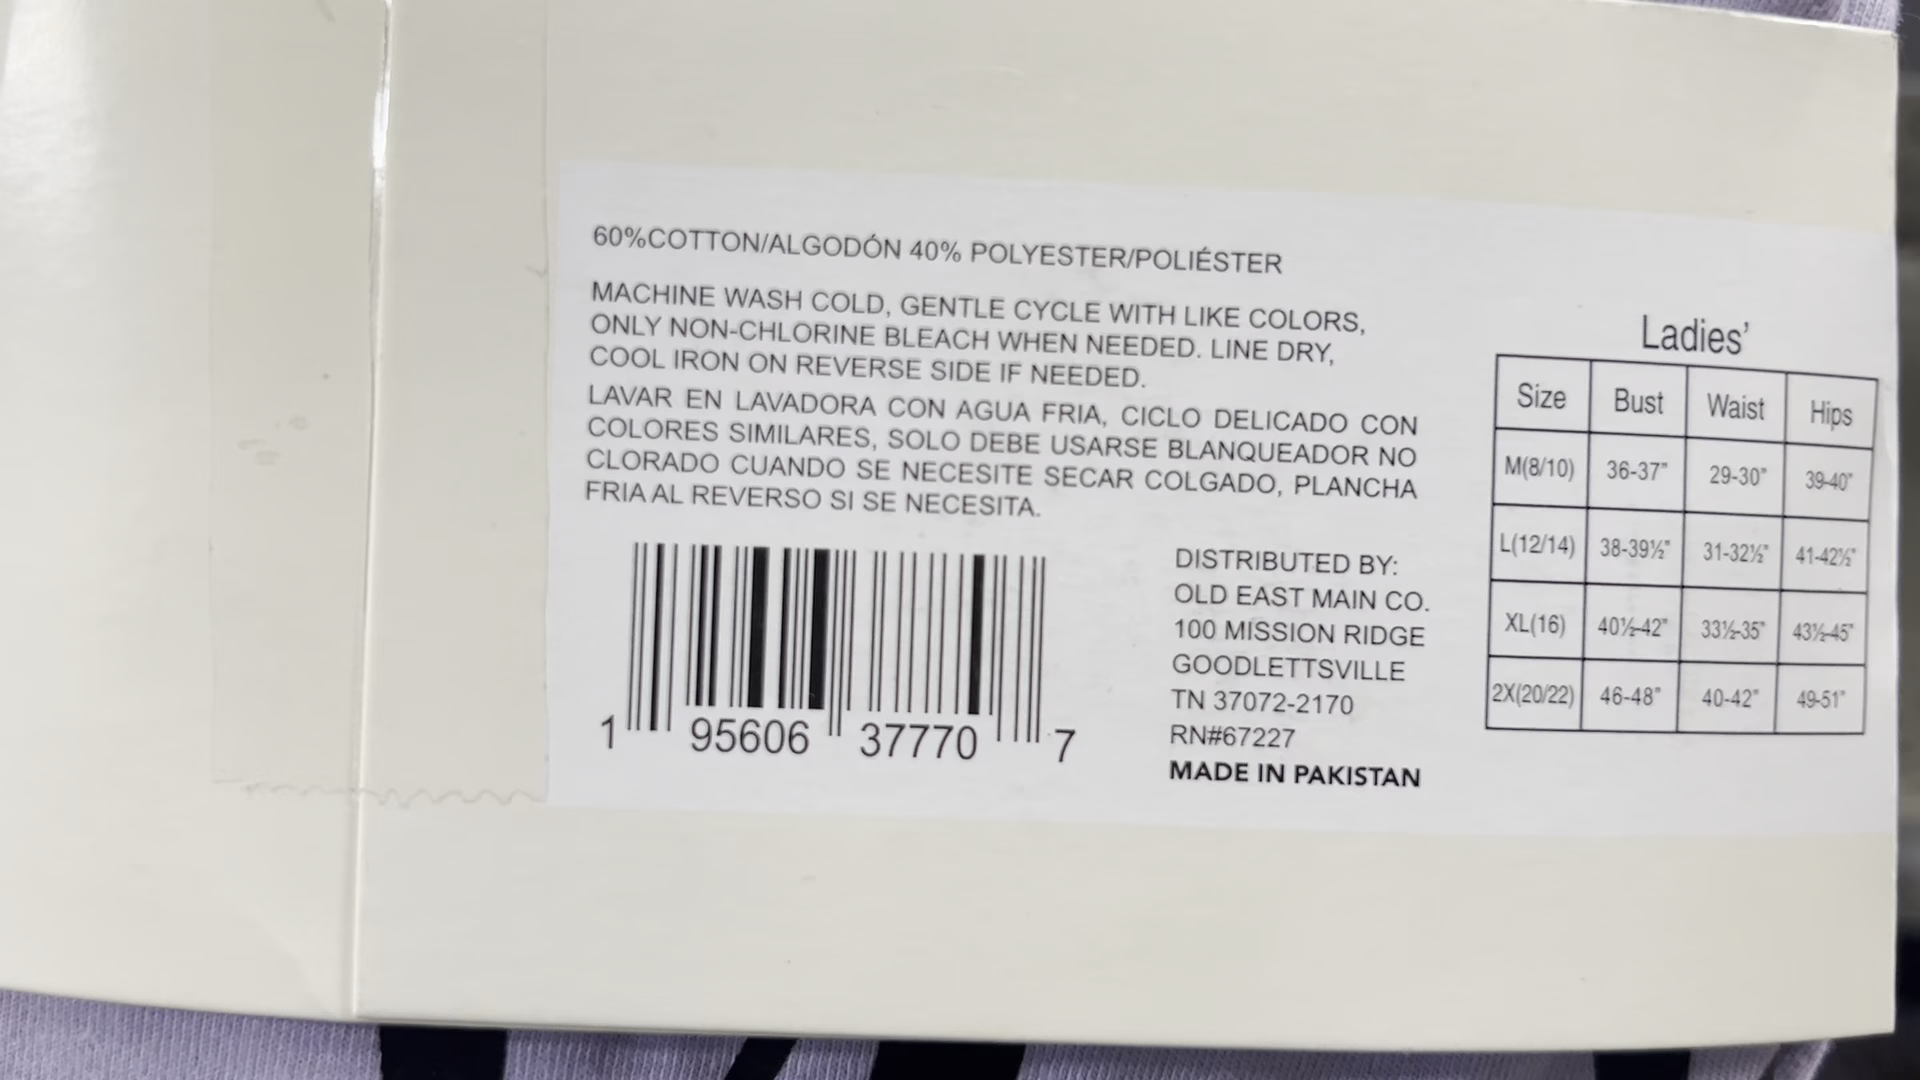 60%COTTON/ALGODÓN 40% POLYESTER/POLIÉSTER
MACHINE WASH COLD, GENTLE CYCLE WITH LIKE COLORS,
ONLY NON-CHLORINE BLEACH WHEN NEEDED. LINE DRY,
COOL IRON ON REVERSE SIDE IF NEEDED.
LAVAR EN LAVADORA CON AGUA FRIA, CICLO DELICADO CON
COLORES SIMILARES, SOLO DEBE USARSE BLANQUEADOR NO
CLORADO CUANDO SE NECESITE SECAR COLGADO, PLANCHA
FRIA AL REVERSO SI SE NECESITA.
1 95606 37770 7
DISTRIBUTED BY:
OLD EAST MAIN CO.
100 MISSION RIDGE
GOODLETTSVILLE
TN 37072-2170
RN#67227
MADE IN PAKISTAN
Ladies'
Size Bust Waist Hips
M(8/10) 36-37" 29-30" 39-40"
L(12/14) 38-39½" 31-32½" 41-42½"
XL(16) 40½-42" 33½-35" 43½-45"
2X(20/22) 46-48" 40-42" 49-51"